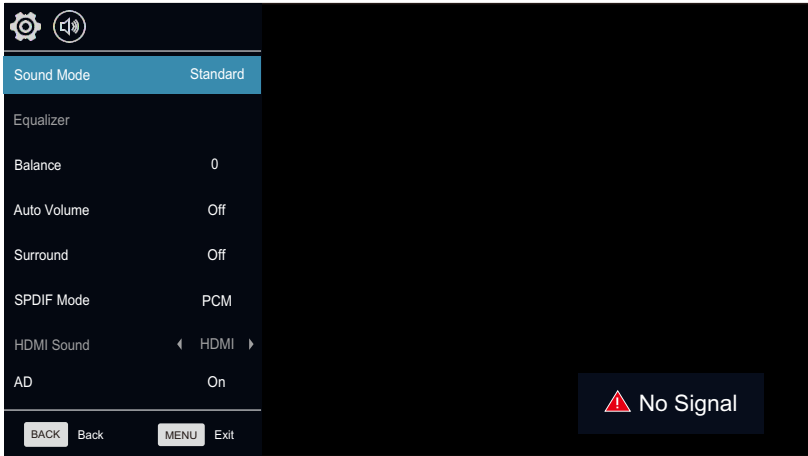 Sound Mode Standard
Equalizer
Balance 0
Auto Volume Off
Surround Off
SPDIF Mode PCM
HDMI Sound HDMI
AD On
No Signal
BACK Back MENU Exit